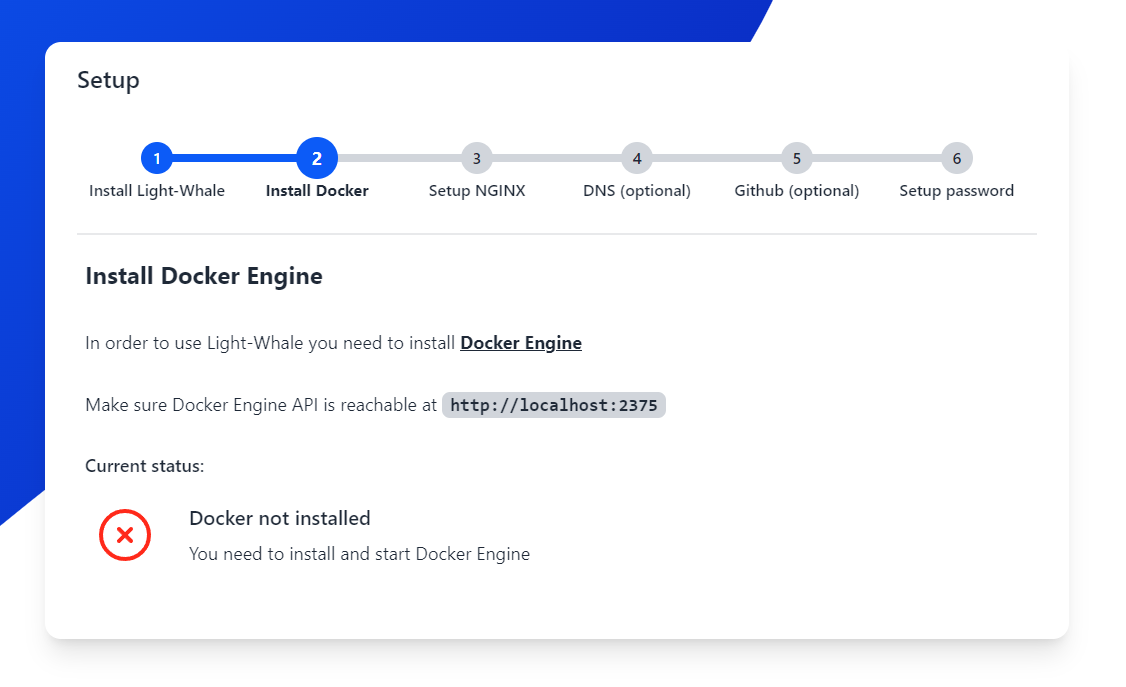 Setup
1 2 3 4 5 6
Install Light-Whale Install Docker Setup NGINX DNS (optional) Github (optional) Setup password
Install Docker Engine
In order to use Light-Whale you need to install Docker Engine
Make sure Docker Engine API is reachable at http://localhost:2375
Current status:
Docker not installed
You need to install and start Docker Engine